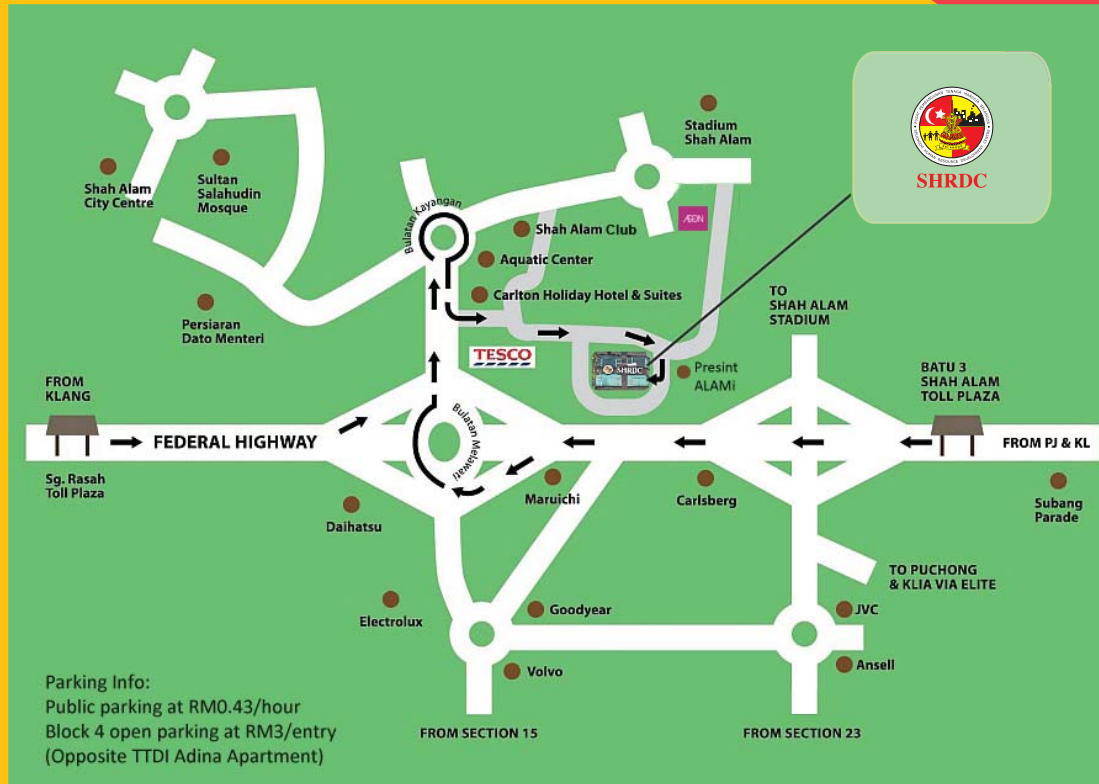 SHRDC
Stadium
Shah Alam
Shah Alam
City Centre
Sultan
Salahudin
Mosque
Bulatan Kayangan
AEON
Shah Alam Club
Aquatic Center
Carlton Holiday Hotel & Suites
Persiaran
Dato Menteri
TO
SHAH ALAM
STADIUM
TESCO
SHRDC
Presint
ALAMi
FROM
KLANG
BATU 3
SHAH ALAM
TOLL PLAZA
FEDERAL HIGHWAY
Bulatan Melawati
FROM PJ & KL
Sg. Rasah
Toll Plaza
Daihatsu
Maruichi
Carlsberg
Subang
Parade
TO PUCHONG
& KLIA VIA ELITE
Electrolux
Goodyear
JVC
Volvo
Ansell
Parking Info:
Public parking at RM0.43/hour
Block 4 open parking at RM3/entry
(Opposite TTDI Adina Apartment)
FROM SECTION 15
FROM SECTION 23